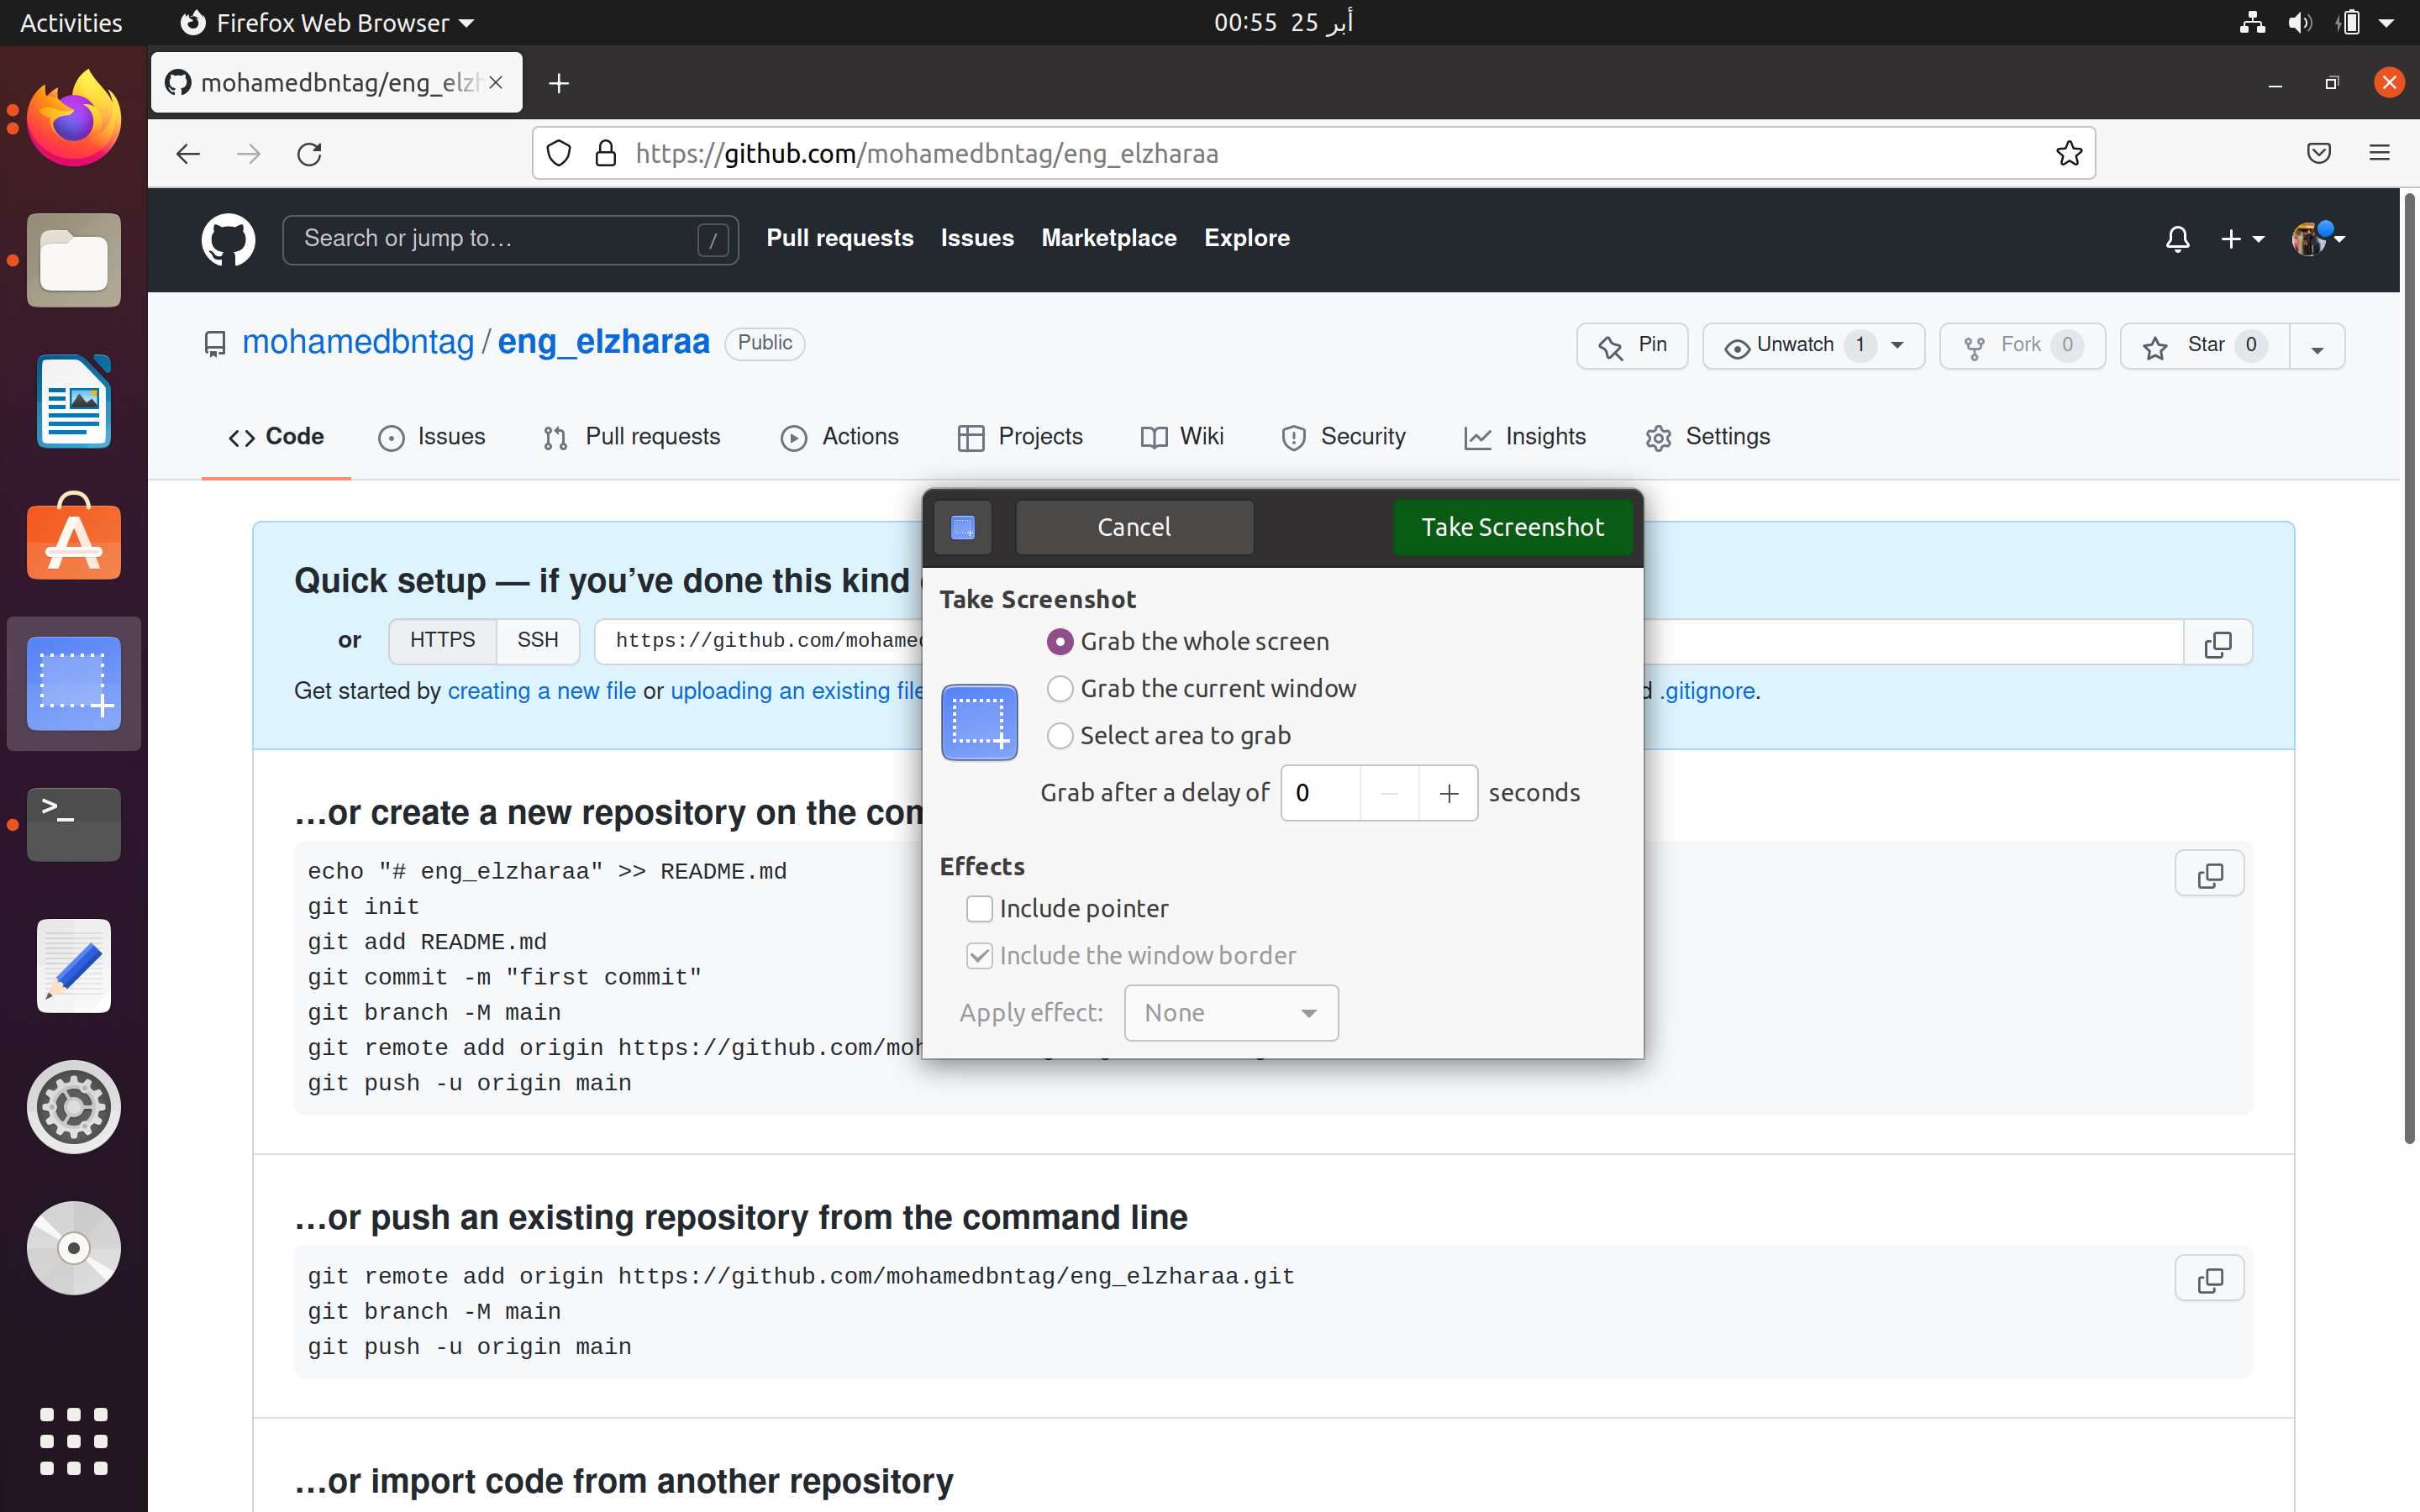 Activities Firefox Web Browser 00:55 25 أبر
mohamedbntag/eng_elzh
https://github.com/mohamedbntag/eng_elzharaa
Search or jump to… / Pull requests Issues Marketplace Explore
mohamedbntag / eng_elzharaa Public Pin Unwatch 1 Fork 0 Star 0
Code Issues Pull requests Actions Projects Wiki Security Insights Settings
Cancel Take Screenshot
Take Screenshot
Grab the whole screen
Grab the current window
Select area to grab
Grab after a delay of 0 seconds
Effects
Include pointer
Include the window border
Apply effect: None
Quick setup — if you’ve done this kind
or HTTPS SSH https://github.com/mohamed
Get started by creating a new file or uploading an existing file .gitignore.
…or create a new repository on the com
echo "# eng_elzharaa" >> README.md
git init
git add README.md
git commit -m "first commit"
git branch -M main
git remote add origin https://github.com/moh
git push -u origin main
…or push an existing repository from the command line
git remote add origin https://github.com/mohamedbntag/eng_elzharaa.git
git branch -M main
git push -u origin main
…or import code from another repository